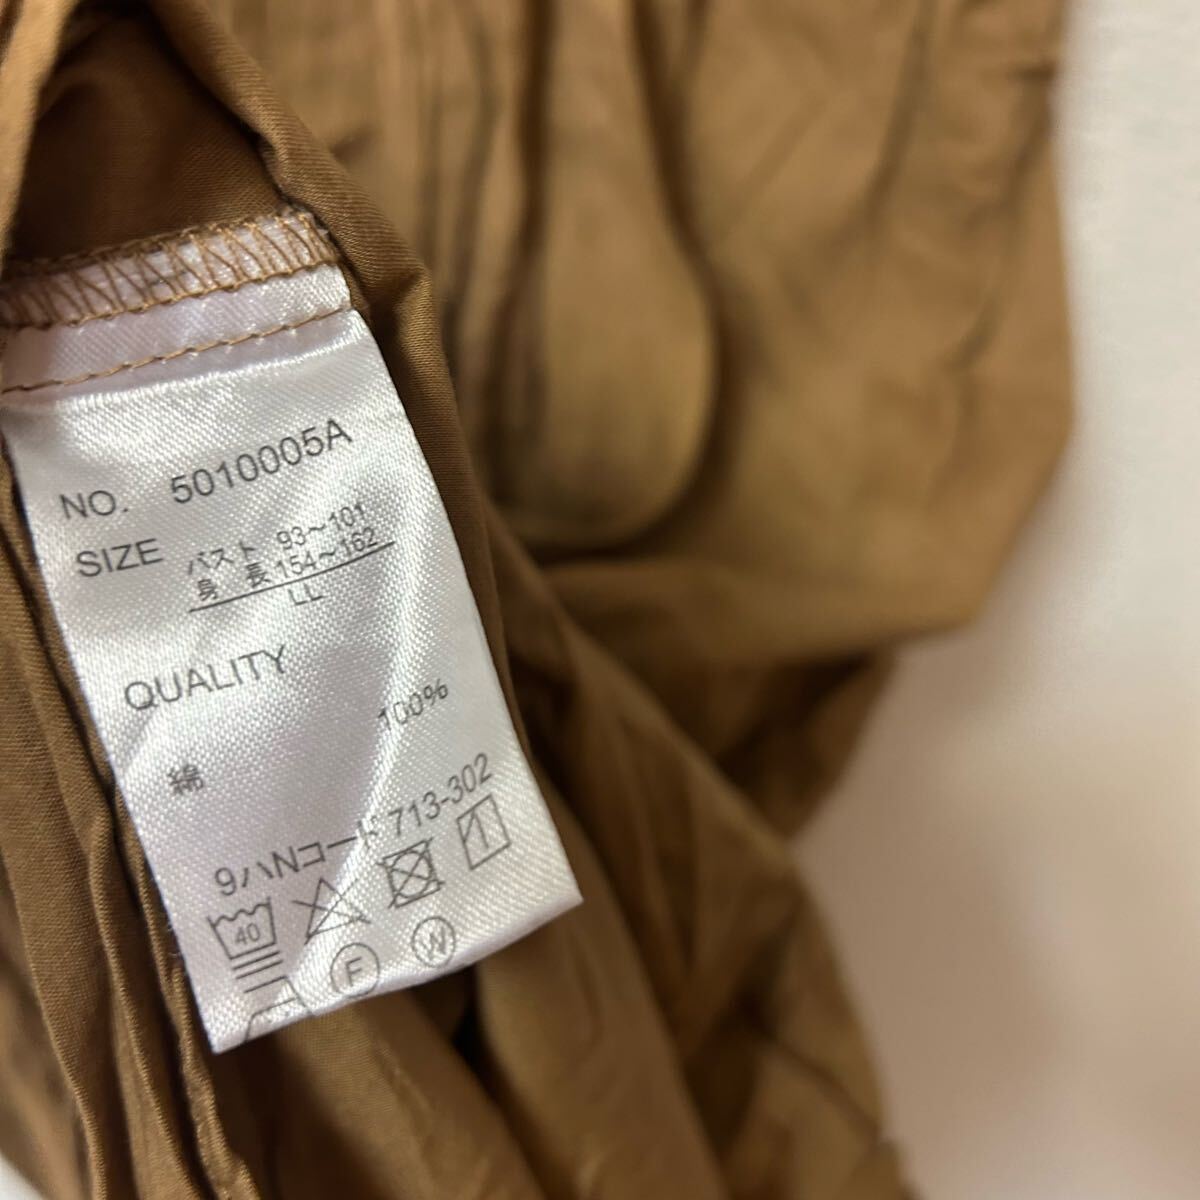 NO. 5010005A
SIZE バスト 93～101
身 長 154～162
LL
QUALITY
100%
綿
9ハNコード 713-302
40
F W